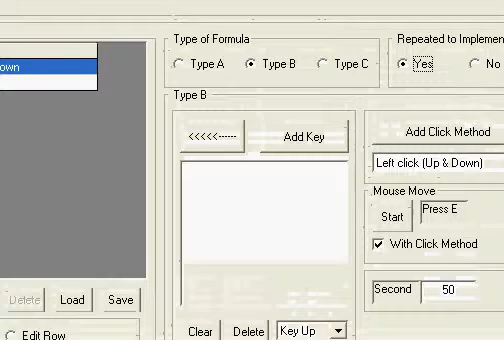 Type of Formula
Repeated to Implemen
own
Type A
Type B
Type C
Yes
No
Type B
<<<<<------
Add Key
Add Click Method
Left click (Up & Down)
Mouse Move
Start
Press E
With Click Method
Second
50
Delete
Load
Save
Clear
Delete
Key Up
Edit Row